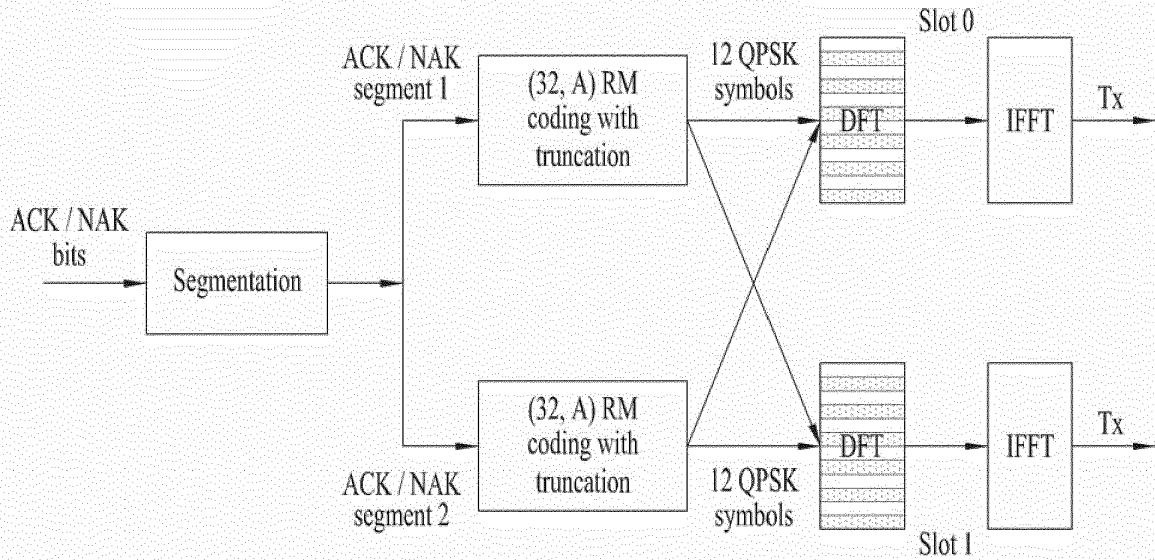 Slot 0
ACK / NAK
segment 1
(32, A) RM
coding with
truncation
12 QPSK
symbols
DFT
IFFT
Tx
ACK / NAK
bits
Segmentation
(32, A) RM
coding with
truncation
ACK / NAK
segment 2
12 QPSK
symbols
DFT
IFFT
Tx
Slot 1